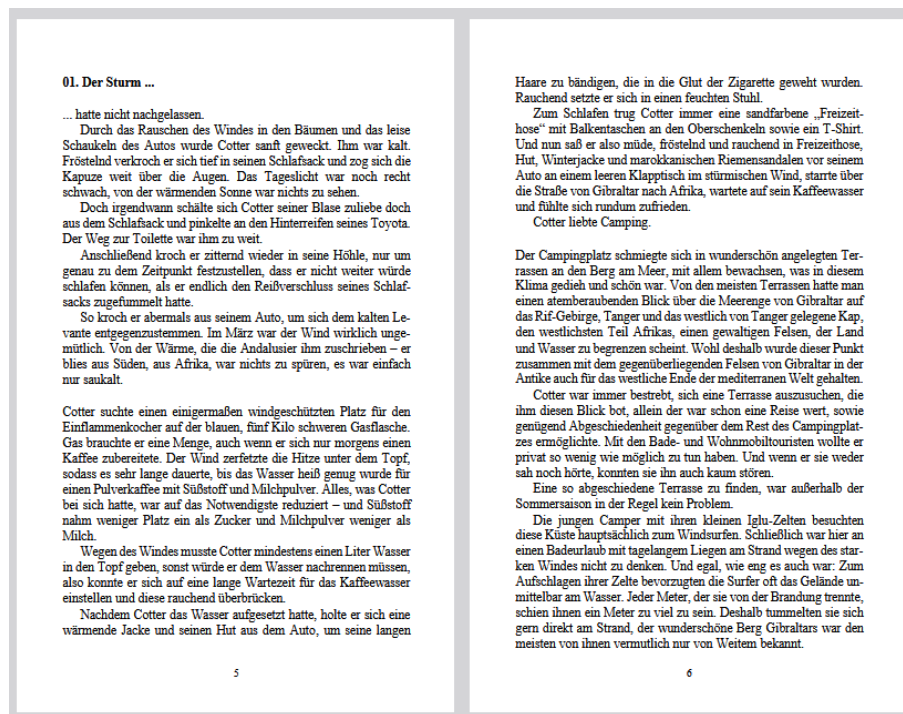 01. Der Sturm ...
... hatte nicht nachgelassen.
Durch das Rauschen des Windes in den Bäumen und das leise
Schaukeln des Autos wurde Cotter sanft geweckt. Ihm war kalt.
Fröstelnd verkroch er sich tief in seinen Schlafsack und zog sich die
Kapuze weit über die Augen. Das Tageslicht war noch recht
schwach, von der wärmenden Sonne war nichts zu sehen.
Doch irgendwann schälte sich Cotter seiner Blase zuliebe doch
aus dem Schlafsack und pinkelte an den Hinterreifen seines Toyota.
Der Weg zur Toilette war ihm zu weit.
Anschließend kroch er zitternd wieder in seine Höhle, nur um
genau zu dem Zeitpunkt festzustellen, dass er nicht weiter würde
schlafen können, als er endlich den Reißverschluss seines Schlaf-
sacks zugefummelt hatte.
So kroch er abermals aus seinem Auto, um sich dem kalten Le-
vante entgegenzustemmen. Im März war der Wind wirklich unge-
mütlich. Von der Wärme, die die Andalusier ihm zuschrieben – er
blies aus Süden, aus Afrika, war nichts zu spüren, es war einfach
nur saukalt.
Cotter suchte einen einigermaßen windgeschützten Platz für den
Einflammenkocher auf der blauen, fünf Kilo schweren Gasflasche.
Gas brauchte er eine Menge, auch wenn er sich nur morgens einen
Kaffee zubereitete. Der Wind zerfetzte die Hitze unter dem Topf,
sodass es sehr lange dauerte, bis das Wasser heiß genug wurde für
einen Pulverkaffee mit Süßstoff und Milchpulver. Alles, was Cotter
bei sich hatte, war auf das Notwendigste reduziert – und Süßstoff
nahm weniger Platz ein als Zucker und Milchpulver weniger als
Milch.
Wegen des Windes musste Cotter mindestens einen Liter Wasser
in den Topf geben, sonst würde er dem Wasser nachrennen müssen,
also konnte er sich auf eine lange Wartezeit für das Kaffeewasser
einstellen und diese rauchend überbrücken.
Nachdem Cotter das Wasser aufgesetzt hatte, holte er sich eine
wärmende Jacke und seinen Hut aus dem Auto, um seine langen
5
Haare zu bändigen, die in die Glut der Zigarette geweht wurden.
Rauchend setzte er sich in einen feuchten Stuhl.
Zum Schlafen trug Cotter immer eine sandfarbene „Freizeit-
hose“ mit Balkentaschen an den Oberschenkeln sowie ein T-Shirt.
Und nun saß er also müde, fröstelnd und rauchend in Freizeithose,
Hut, Winterjacke und marokkanischen Riemensandalen vor seinem
Auto an einem leeren Klapptisch im stürmischen Wind, starrte über
die Straße von Gibraltar nach Afrika, wartete auf sein Kaffeewasser
und fühlte sich rundum zufrieden.
Cotter liebte Camping.
Der Campingplatz schmiegte sich in wunderschön angelegten Ter-
rassen an den Berg am Meer, mit allem bewachsen, was in diesem
Klima gedieh und schön war. Von den meisten Terrassen hatte man
einen atemberaubenden Blick über die Meerenge von Gibraltar auf
das Rif-Gebirge, Tanger und das westlich von Tanger gelegene Kap,
den westlichsten Teil Afrikas, einen gewaltigen Felsen, der Land
und Wasser zu begrenzen scheint. Wohl deshalb wurde dieser Punkt
zusammen mit dem gegenüberliegenden Felsen von Gibraltar in der
Antike auch für das westliche Ende der mediterranen Welt gehalten.
Cotter war immer bestrebt, sich eine Terrasse auszusuchen, die
ihm diesen Blick bot, allein der war schon eine Reise wert, sowie
genügend Abgeschiedenheit gegenüber dem Rest des Campingplat-
zes ermöglichte. Mit den Bade- und Wohnmobiltouristen wollte er
privat so wenig wie möglich zu tun haben. Und wenn er sie weder
sah noch hörte, konnten sie ihn auch kaum stören.
Eine so abgeschiedene Terrasse zu finden, war außerhalb der
Sommersaison in der Regel kein Problem.
Die jungen Camper mit ihren kleinen Iglu-Zelten besuchten
diese Küste hauptsächlich zum Windsurfen. Schließlich war hier an
einen Badeurlaub mit tagelangem Liegen am Strand wegen des star-
ken Windes nicht zu denken. Und egal, wie eng es auch war: Zum
Aufschlagen ihrer Zelte bevorzugten die Surfer oft das Gelände un-
mittelbar am Wasser. Jeder Meter, der sie von der Brandung trennte,
schien ihnen ein Meter zu viel zu sein. Deshalb tummelten sie sich
gern direkt am Strand, der wunderschöne Berg Gibraltars war den
meisten von ihnen vermutlich nur von Weitem bekannt.
6